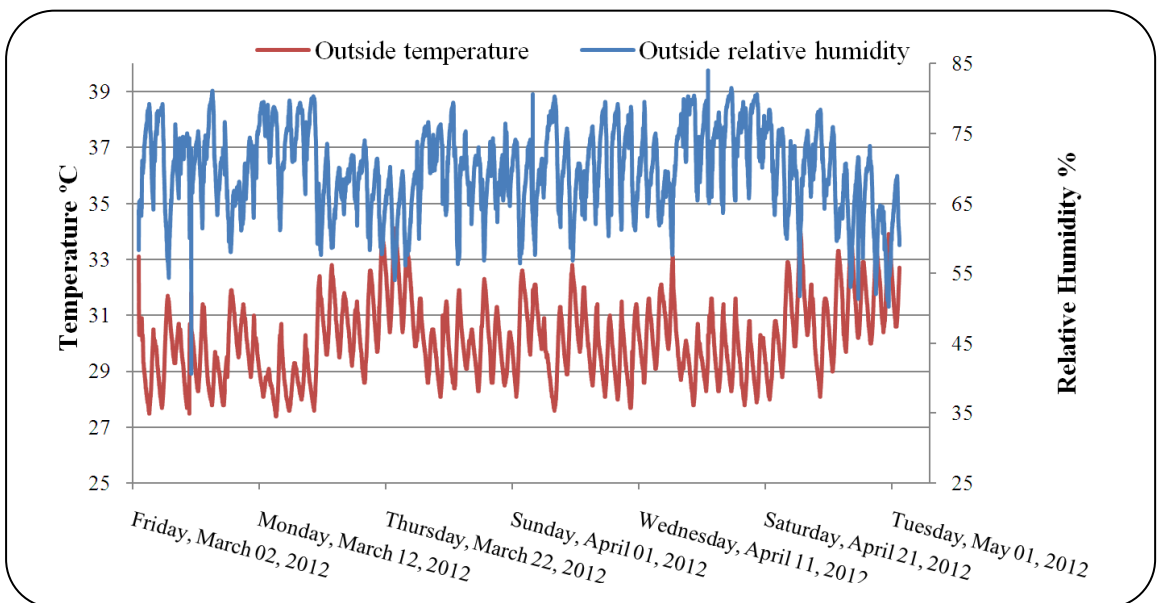 Outside temperature
Outside relative humidity
Temperature ºC
39
37
35
33
31
29
27
25
85
75
65
55
45
35
25
Relative Humidity %
Friday, March 02, 2012
Monday, March 12, 2012
Thursday, March 22, 2012
Sunday, April 01, 2012
Wednesday, April 11, 2012
Saturday, April 21, 2012
Tuesday, May 01, 2012